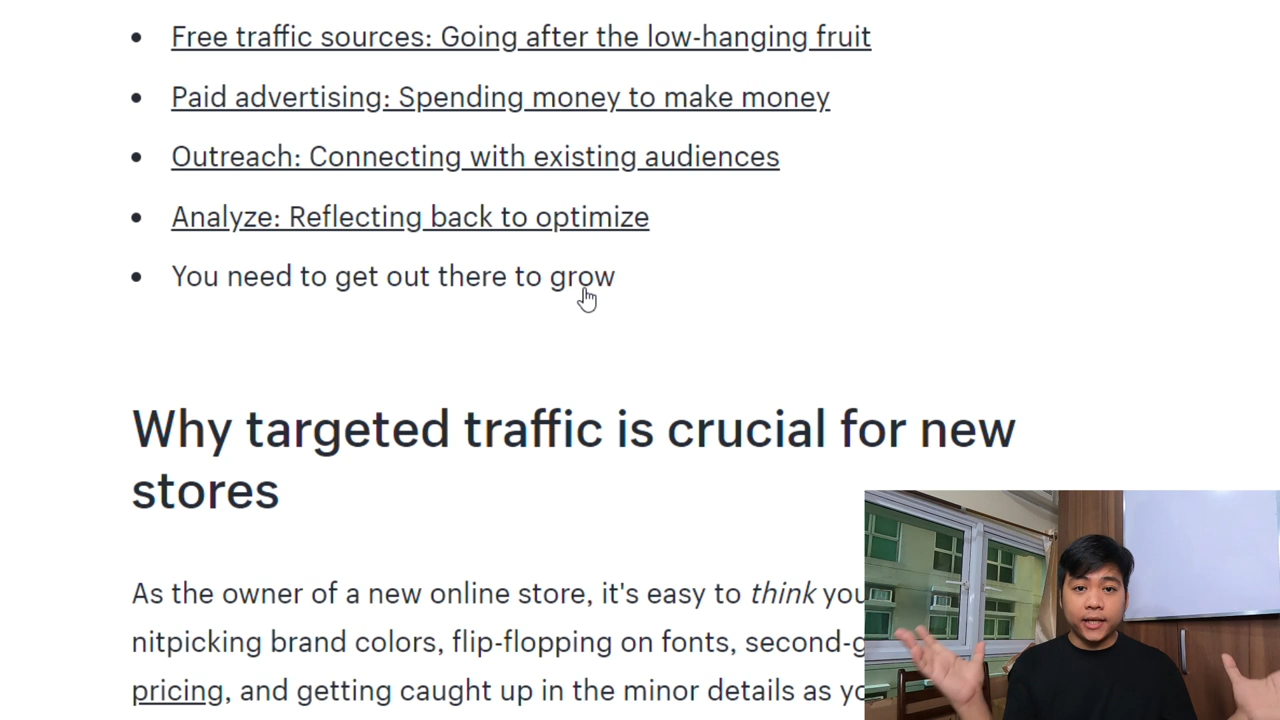 Free traffic sources: Going after the low-hanging fruit
Paid advertising: Spending money to make money
Outreach: Connecting with existing audiences
Analyze: Reflecting back to optimize
You need to get out there to grow
Why targeted traffic is crucial for new
stores
As the owner of a new online store, it's easy to think you
nitpicking brand colors, flip-flopping on fonts, second-g
pricing, and getting caught up in the minor details as yo